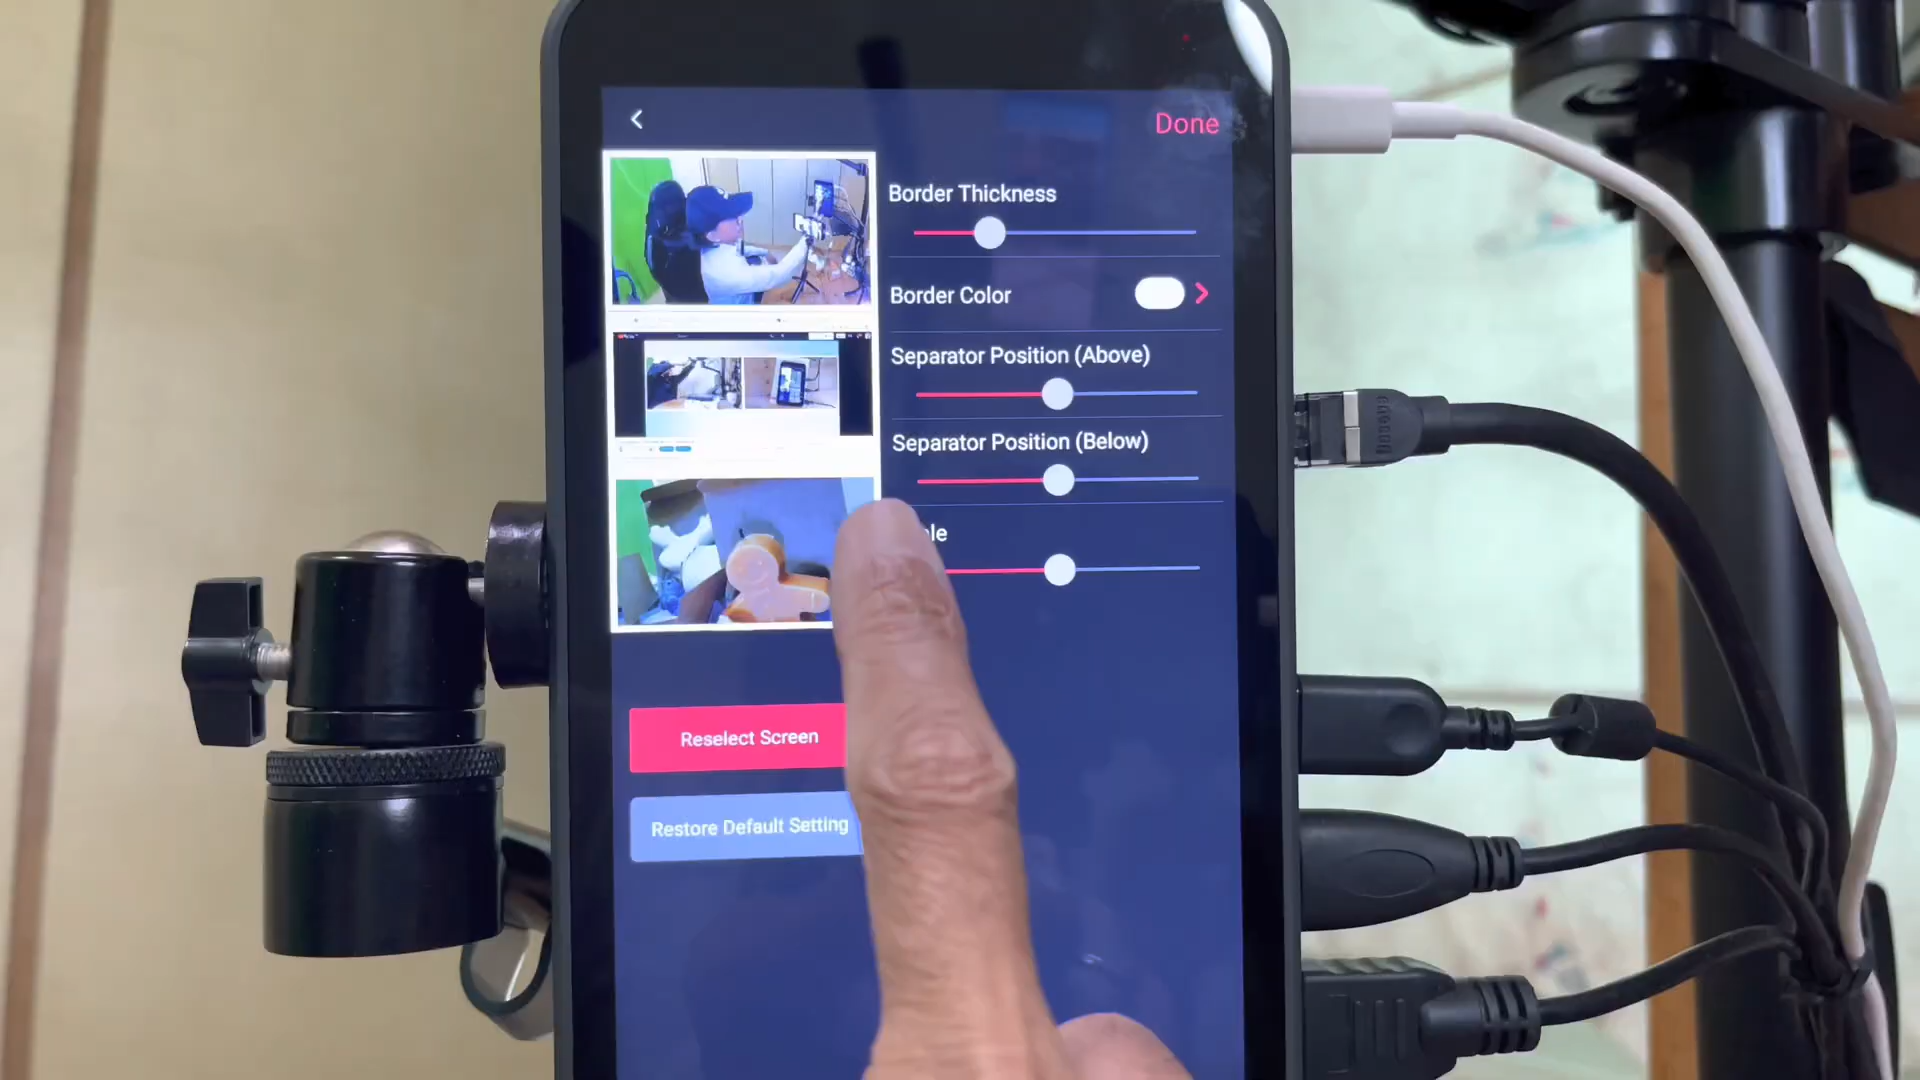 Done
Border Thickness
Border Color
Separator Position (Above)
Separator Position (Below)
Reselect Screen
Restore Default Setting